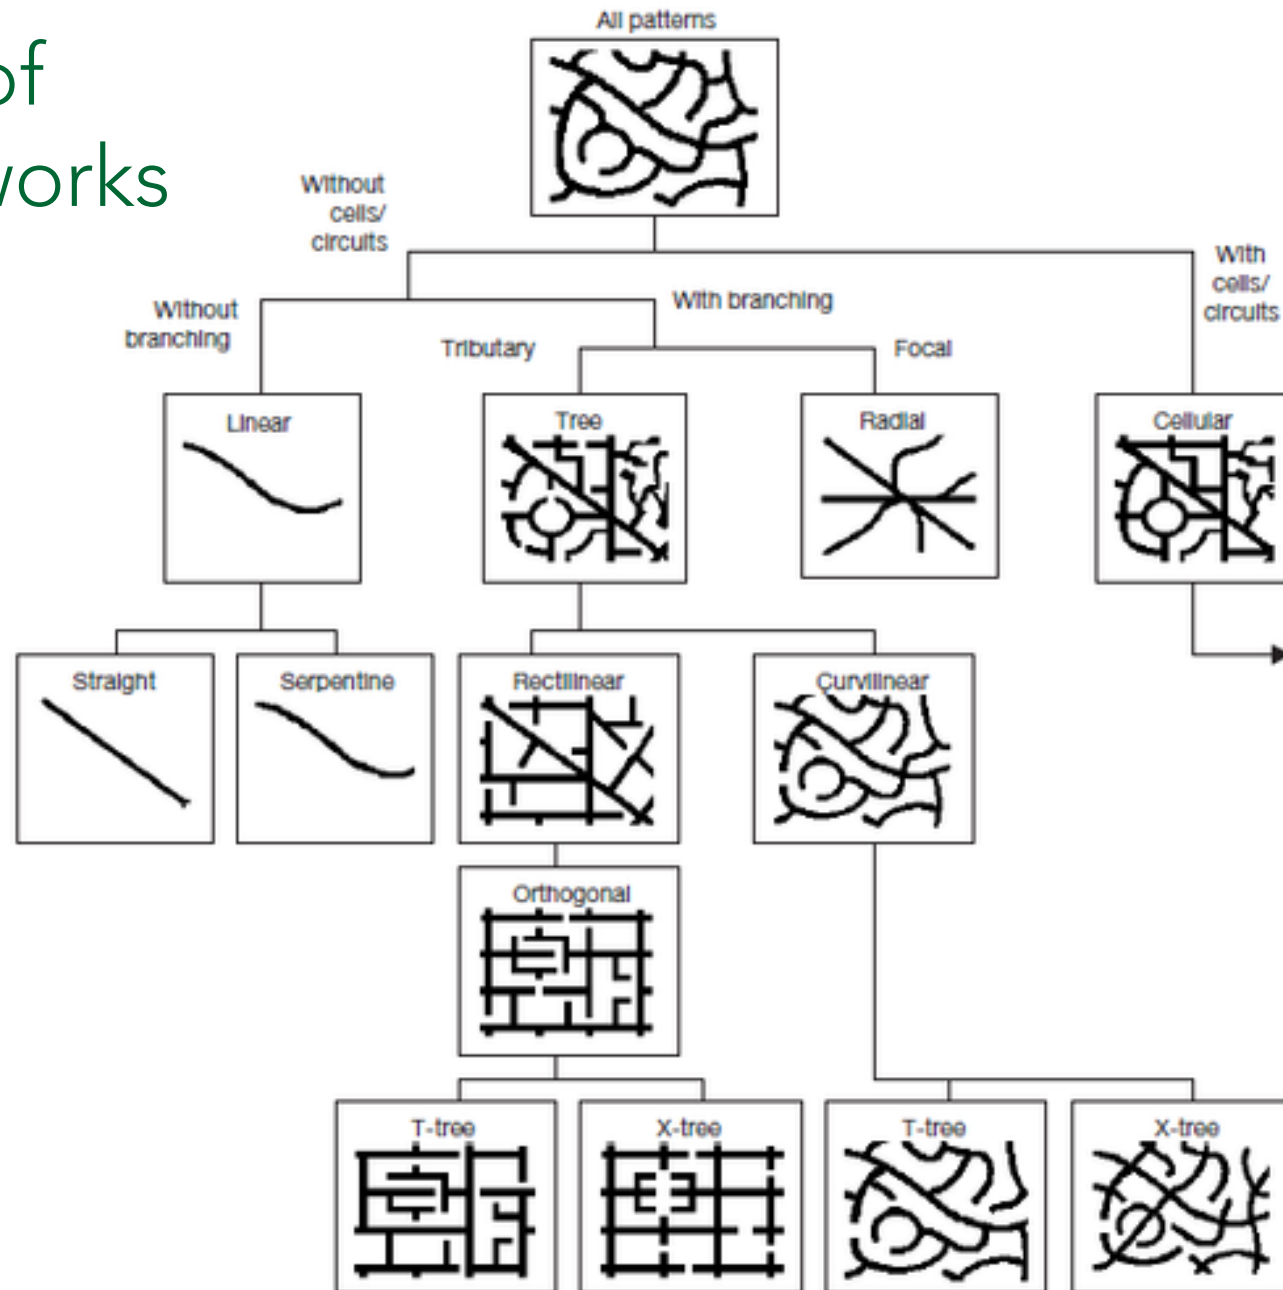 of
works
All patterns
Without
cells/
circuits
With
cells/
circuits
Without
branching
With branching
Tributary
Focal
Linear
Tree
Radial
Cellular
Straight
Serpentine
Rectilinear
Curvilinear
Orthogonal
T-tree
X-tree
T-tree
X-tree